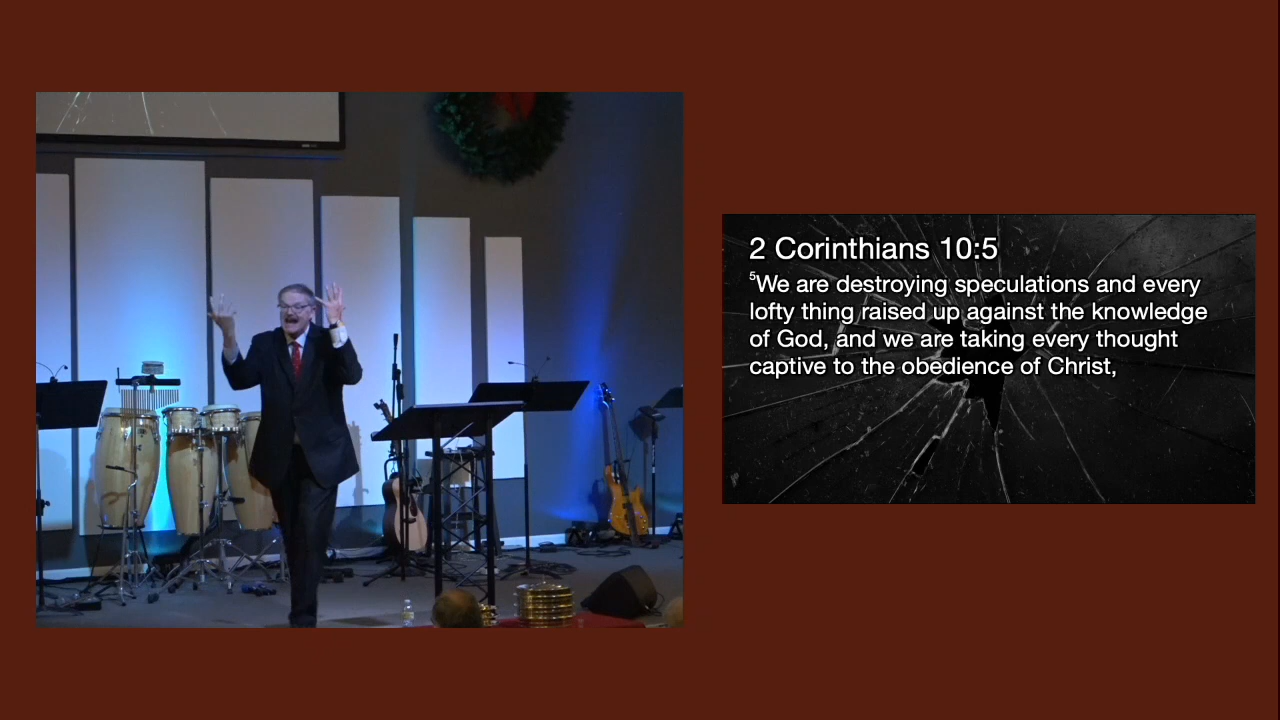 2 Corinthians 10:5
5We are destroying speculations and every
lofty thing raised up against the knowledge
of God, and we are taking every thought
captive to the obedience of Christ,